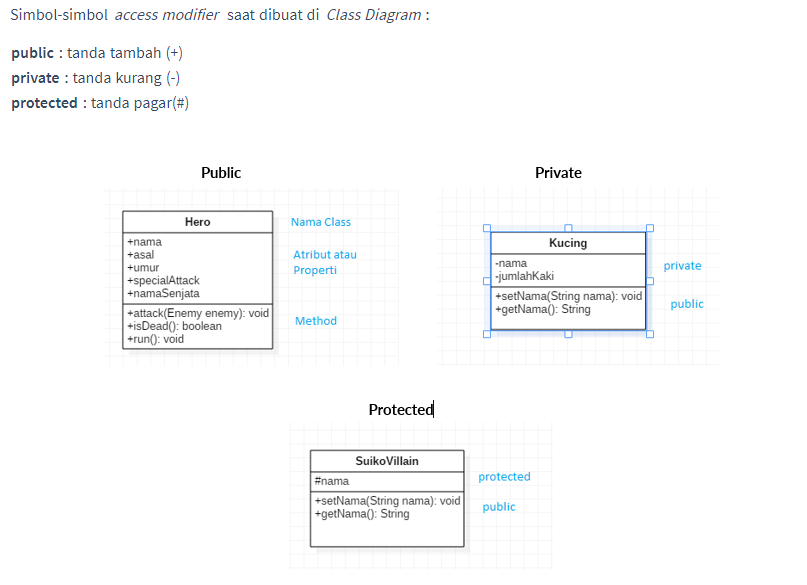 Simbol-simbol access modifier saat dibuat di Class Diagram :
public : tanda tambah (+)
private : tanda kurang (-)
protected : tanda pagar(#)
Public
Hero
+nama
+asal
+umur
+specialAttack
+namaSenjata
+attack(Enemy enemy): void
+isDead(): boolean
+run(): void
Nama Class
Atribut atau
Properti
Method
Private
Kucing
-nama
-jumlahKaki
+setNama(String nama): void
+getNama(): String
private
public
Protected
SuikoVillain
#nama
+setNama(String nama): void
+getNama(): String
protected
public